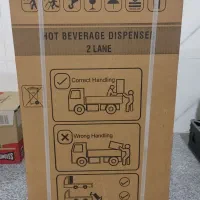 HOT BEVERAGE DISPENSER
2 LANE
Correct Handling
Wrong Handling